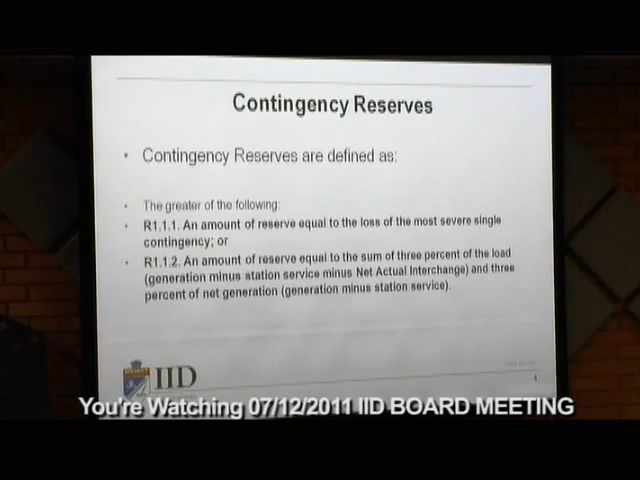 Contingency Reserves
• Contingency Reserves are defined as:
• The greater of the following:
• R1.1.1. An amount of reserve equal to the loss of the most severe single
contingency; or
• R1.1.2. An amount of reserve equal to the sum of three percent of the load
(generation minus station service minus Net Actual Interchange) and three
percent of net generation (generation minus station service).
IID
4
You're Watching 07/12/2011 IID BOARD MEETING